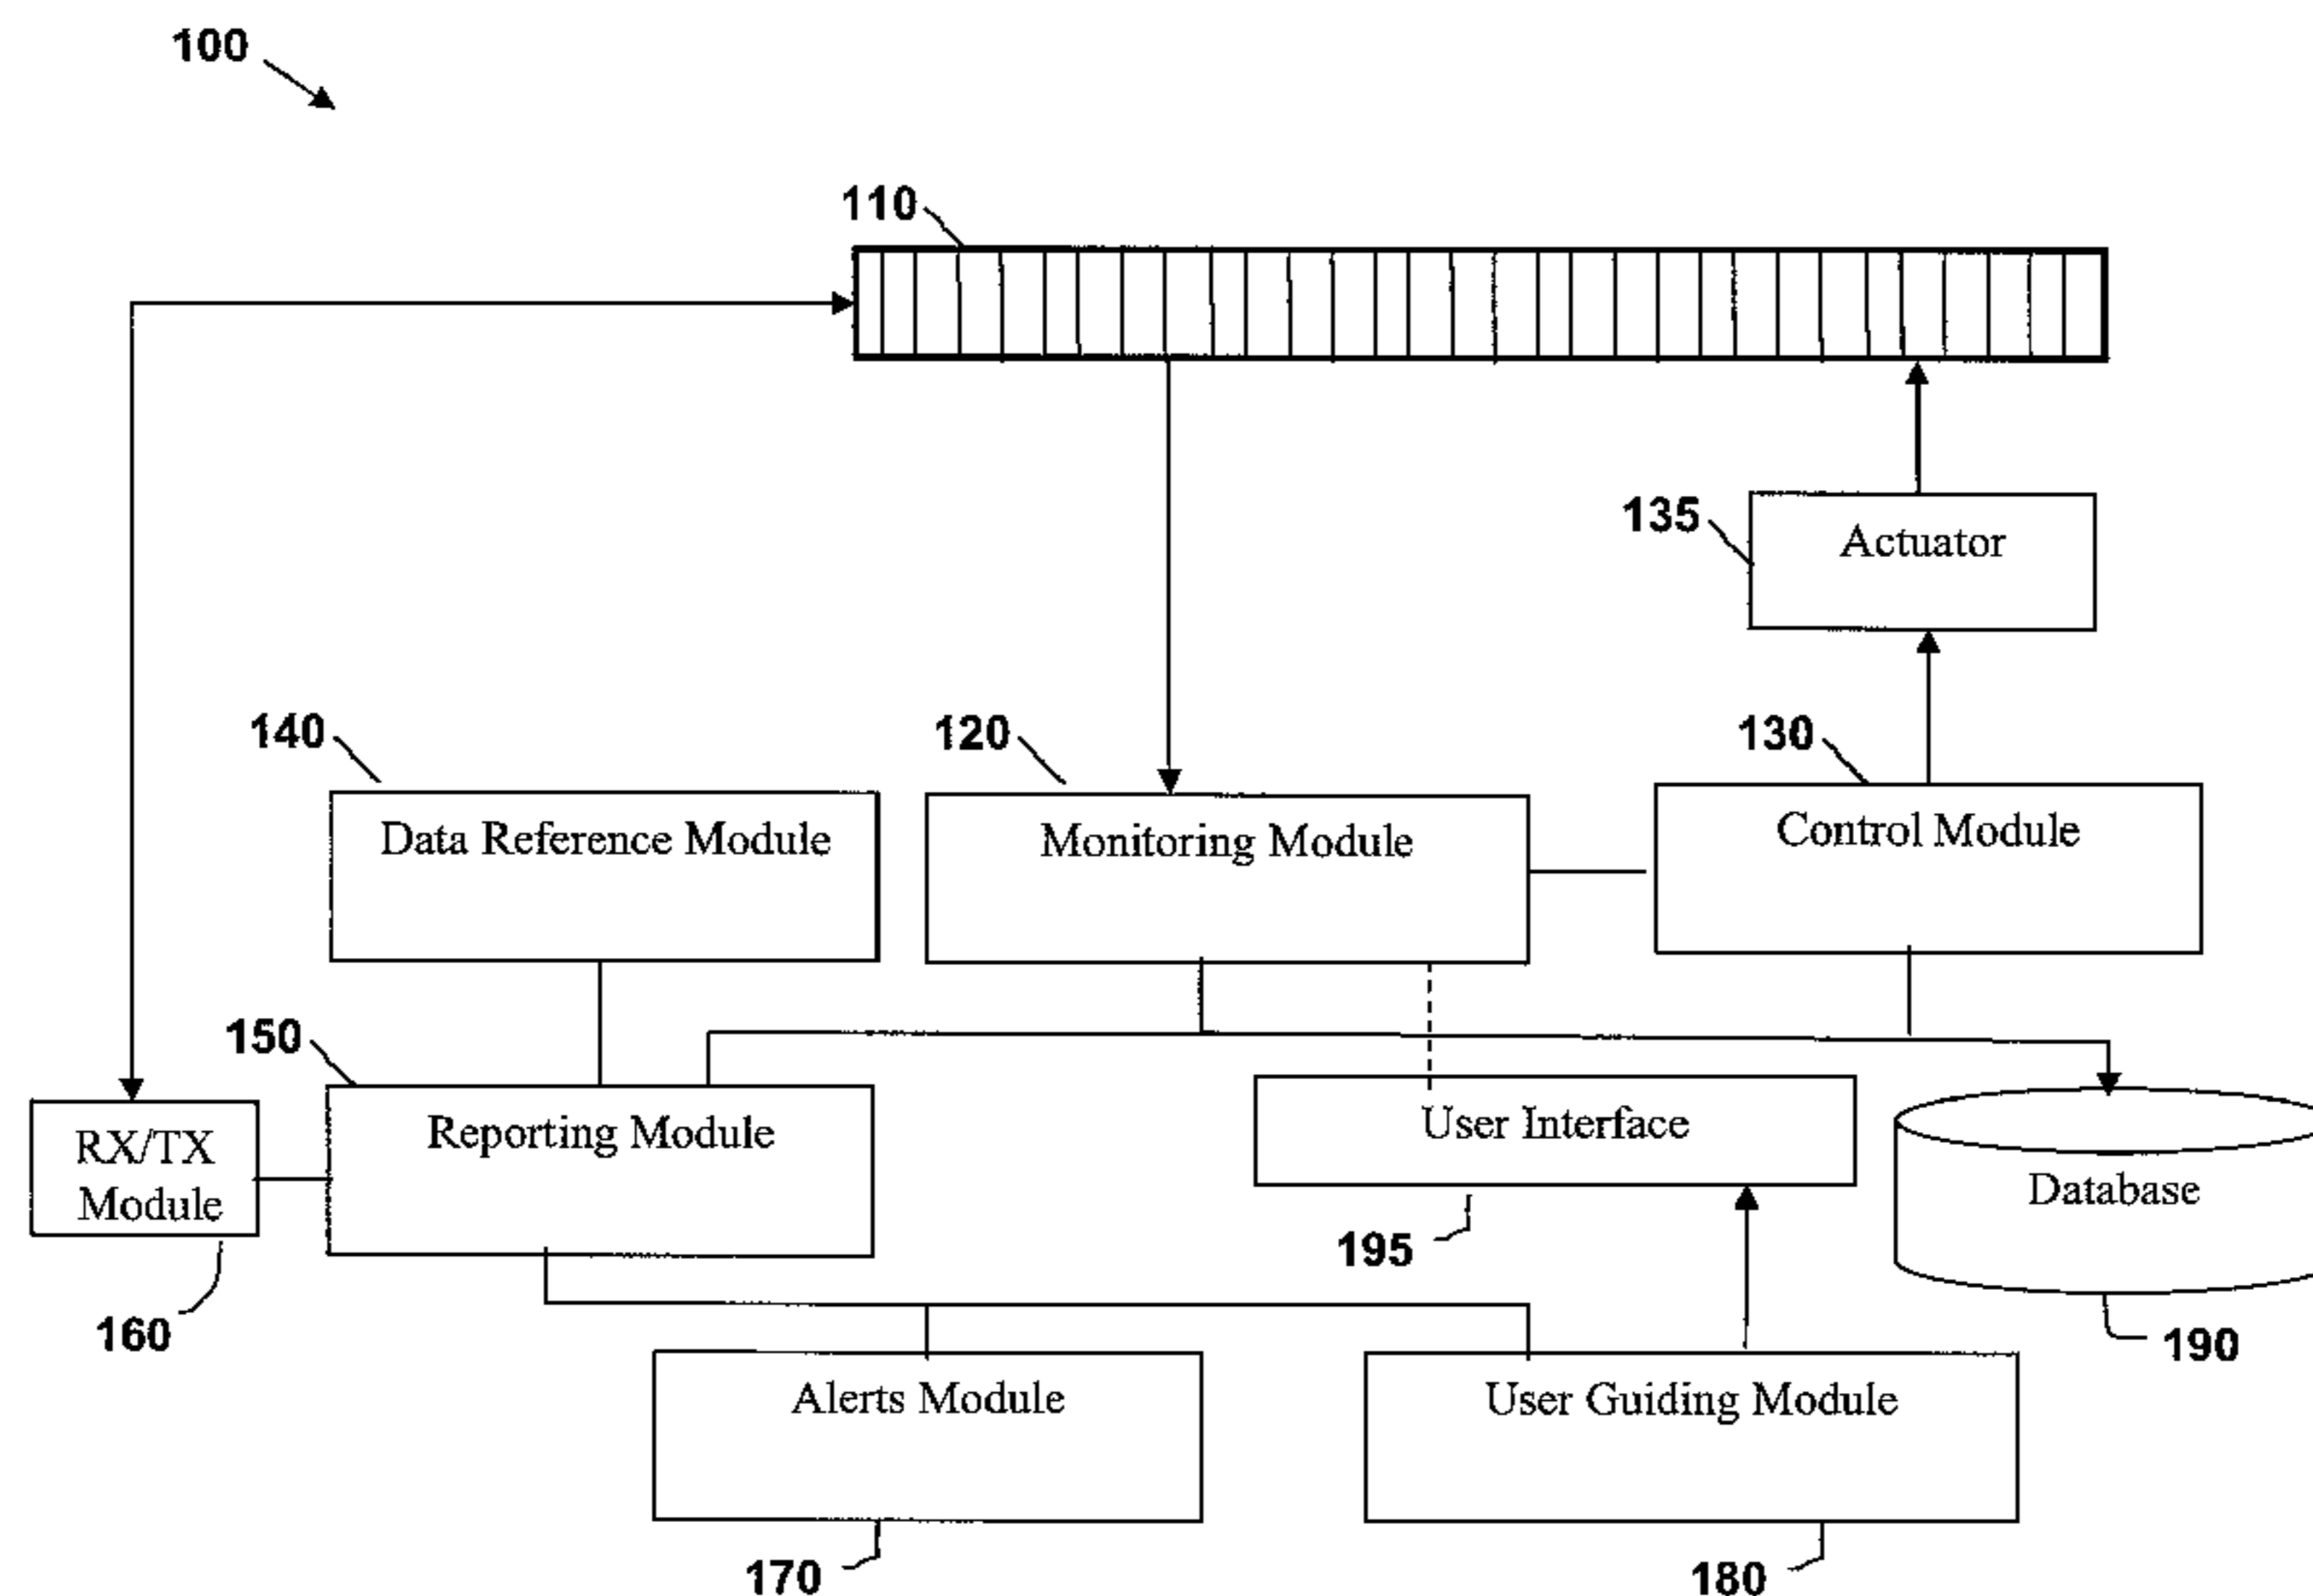 100
110
135
Actuator
140
120
130
Data Reference Module
Monitoring Module
Control Module
150
RX/TX
Module
Reporting Module
User Interface
Database
195
160
190
Alerts Module
User Guiding Module
170
180